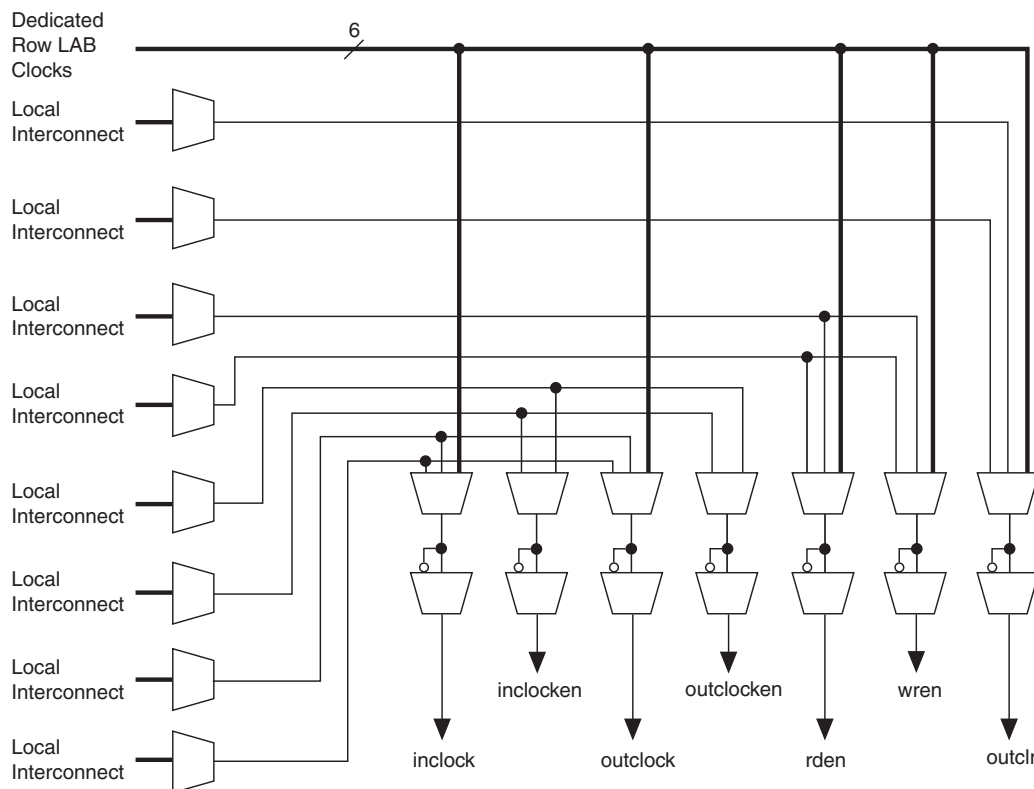 Dedicated
Row LAB
Clocks
6
Local
Interconnect
Local
Interconnect
Local
Interconnect
Local
Interconnect
Local
Interconnect
Local
Interconnect
Local
Interconnect
Local
Interconnect
inclocken
outclocken
wren
inclock
outclock
rden
outclr